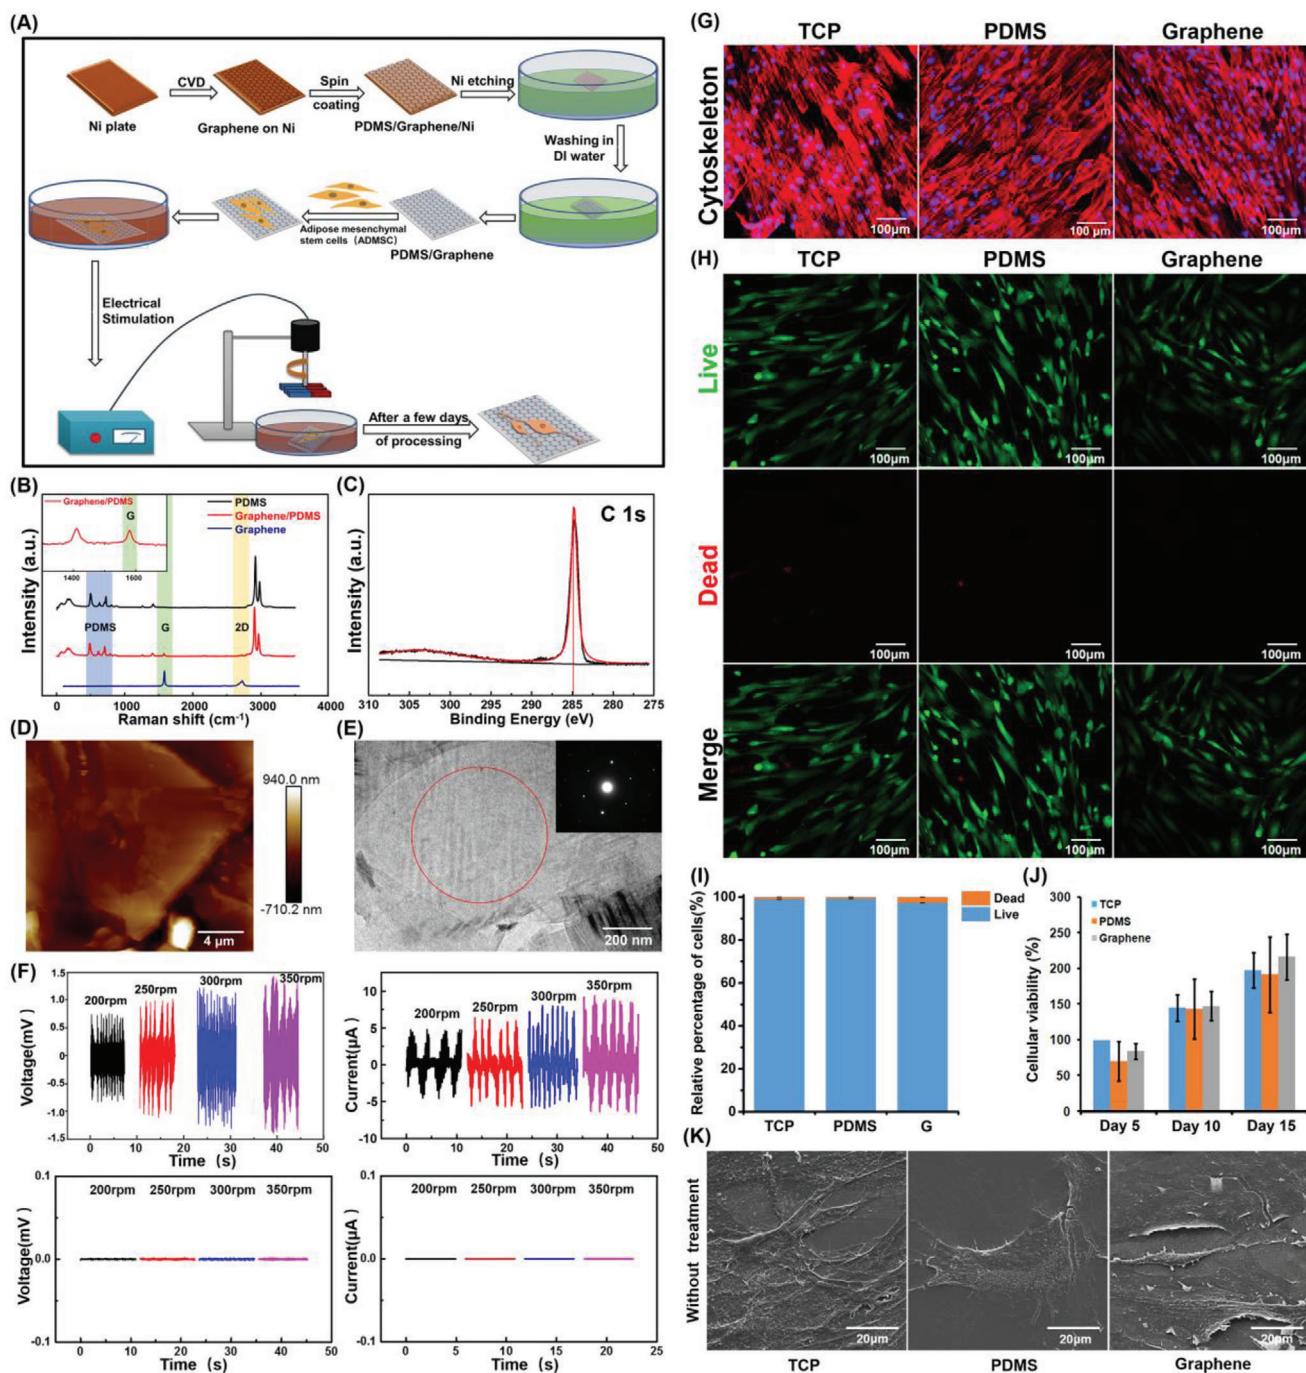 (A)
CVD
Spin
coating
Ni etching
Ni plate
Graphene on Ni
PDMS/Graphene/Ni
Washing in
DI water
Adipose mesenchymal
stem cells (ADMSC)
PDMS/Graphene
Electrical
Stimulation
After a few days
of processing
(B)
Graphene/PDMS
G
1400
1600
PDMS
Graphene/PDMS
Graphene
PDMS
G
2D
Intensity (a.u.)
0
1000
2000
3000
4000
Raman shift (cm⁻¹)
(C)
C 1s
Intensity (a.u.)
310
305
300
295
290
285
280
275
Binding Energy (eV)
(D)
940.0 nm
-710.2 nm
4 μm
(E)
200 nm
(F)
Voltage(mV)
1.5
1.0
0.5
0
-0.5
-1.0
-1.5
200rpm
250rpm
300rpm
350rpm
0
10
20
30
40
50
Time (s)
Current(μA)
10
5
0
-5
-10
200rpm
250rpm
300rpm
350rpm
0
10
20
30
40
50
Time (s)
Voltage(mV)
0.1
0.0
-0.1
200rpm 250rpm 300rpm 350rpm
0
10
20
30
40
50
Time (s)
Current(μA)
0.1
0.0
-0.1
200rpm 250rpm 300rpm 350rpm
0
5
10
15
20
25
Time (s)
(G)
TCP
PDMS
Graphene
Cytoskeleton
100μm
100 μm
100μm
(H)
TCP
PDMS
Graphene
Live
100μm
100μm
100μm
Dead
100μm
100μm
100μm
Merge
100μm
100μm
100μm
(I)
Relative percentage of cells(%)
100
80
60
40
20
0
Dead
Live
TCP
PDMS
G
(J)
Cellular viability (%)
300
250
200
150
100
50
0
TCP
PDMS
Graphene
Day 5
Day 10
Day 15
(K)
Without treatment
20μm
20μm
20μm
TCP
PDMS
Graphene